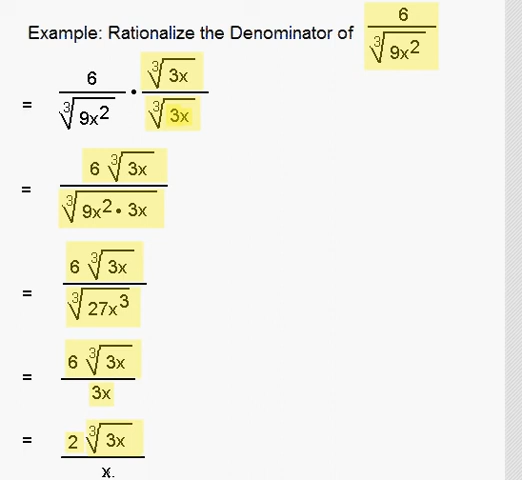 Example: Rationalize the Denominator of 6/∛(9x²)
= 6/∛(9x²) • ∛(3x)/∛(3x)
= 6 ∛(3x)/∛(9x² • 3x)
= 6 ∛(3x)/∛(27x³)
= 6 ∛(3x)/3x
= 2 ∛(3x)/x.